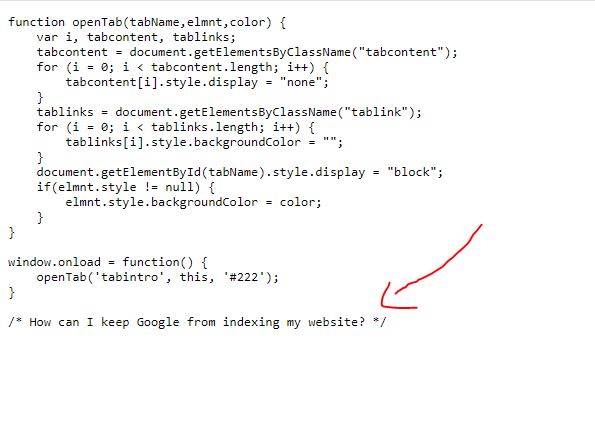 function openTab(tabName,elmnt,color) {
    var i, tabcontent, tablinks;
    tabcontent = document.getElementsByClassName("tabcontent");
    for (i = 0; i < tabcontent.length; i++) {
        tabcontent[i].style.display = "none";
    }
    tablinks = document.getElementsByClassName("tablink");
    for (i = 0; i < tablinks.length; i++) {
        tablinks[i].style.backgroundColor = "";
    }
    document.getElementById(tabName).style.display = "block";
    if(elmnt.style != null) {
        elmnt.style.backgroundColor = color;
    }
}

window.onload = function() {
    openTab('tabintro', this, '#222');
}

/* How can I keep Google from indexing my website? */